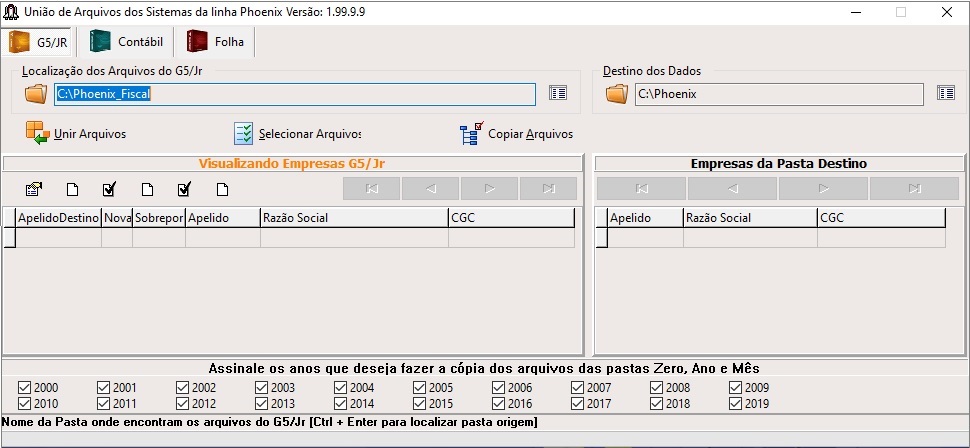 União de Arquivos dos Sistemas da linha Phoenix Versão: 1.99.9.9
G5/JR Contábil Folha
Localização dos Arquivos do G5/Jr Destino dos Dados
C:\Phoenix_Fiscal C:\Phoenix
Unir Arquivos Selecionar Arquivos Copiar Arquivos
Visualizando Empresas G5/Jr Empresas da Pasta Destino
ApelidoDestino Nova Sobrepor Apelido Razão Social CGC Apelido Razão Social CGC
Assinale os anos que deseja fazer a cópia dos arquivos das pastas Zero, Ano e Mês
2000 2001 2002 2003 2004 2005 2006 2007 2008 2009
2010 2011 2012 2013 2014 2015 2016 2017 2018 2019
Nome da Pasta onde encontram os arquivos do G5/Jr [Ctrl + Enter para localizar pasta origem]